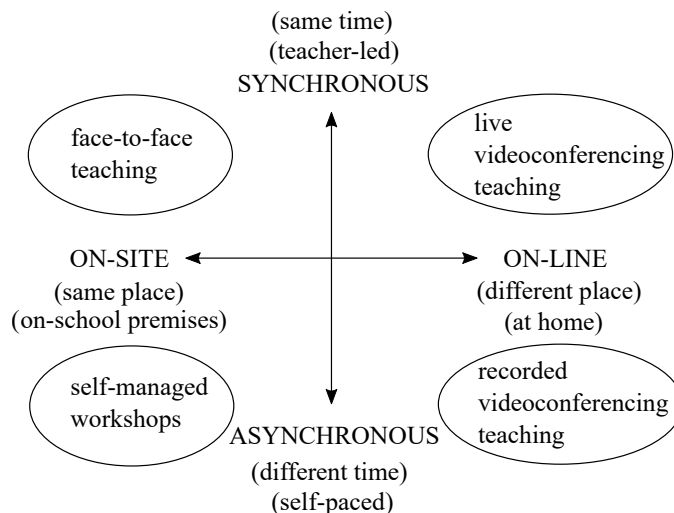 (same time)
(teacher-led)
SYNCHRONOUS
face-to-face
teaching
live
videoconferencing
teaching
ON-SITE
(same place)
(on-school premises)
ON-LINE
(different place)
(at home)
self-managed
workshops
recorded
videoconferencing
teaching
ASYNCHRONOUS
(different time)
(self-paced)